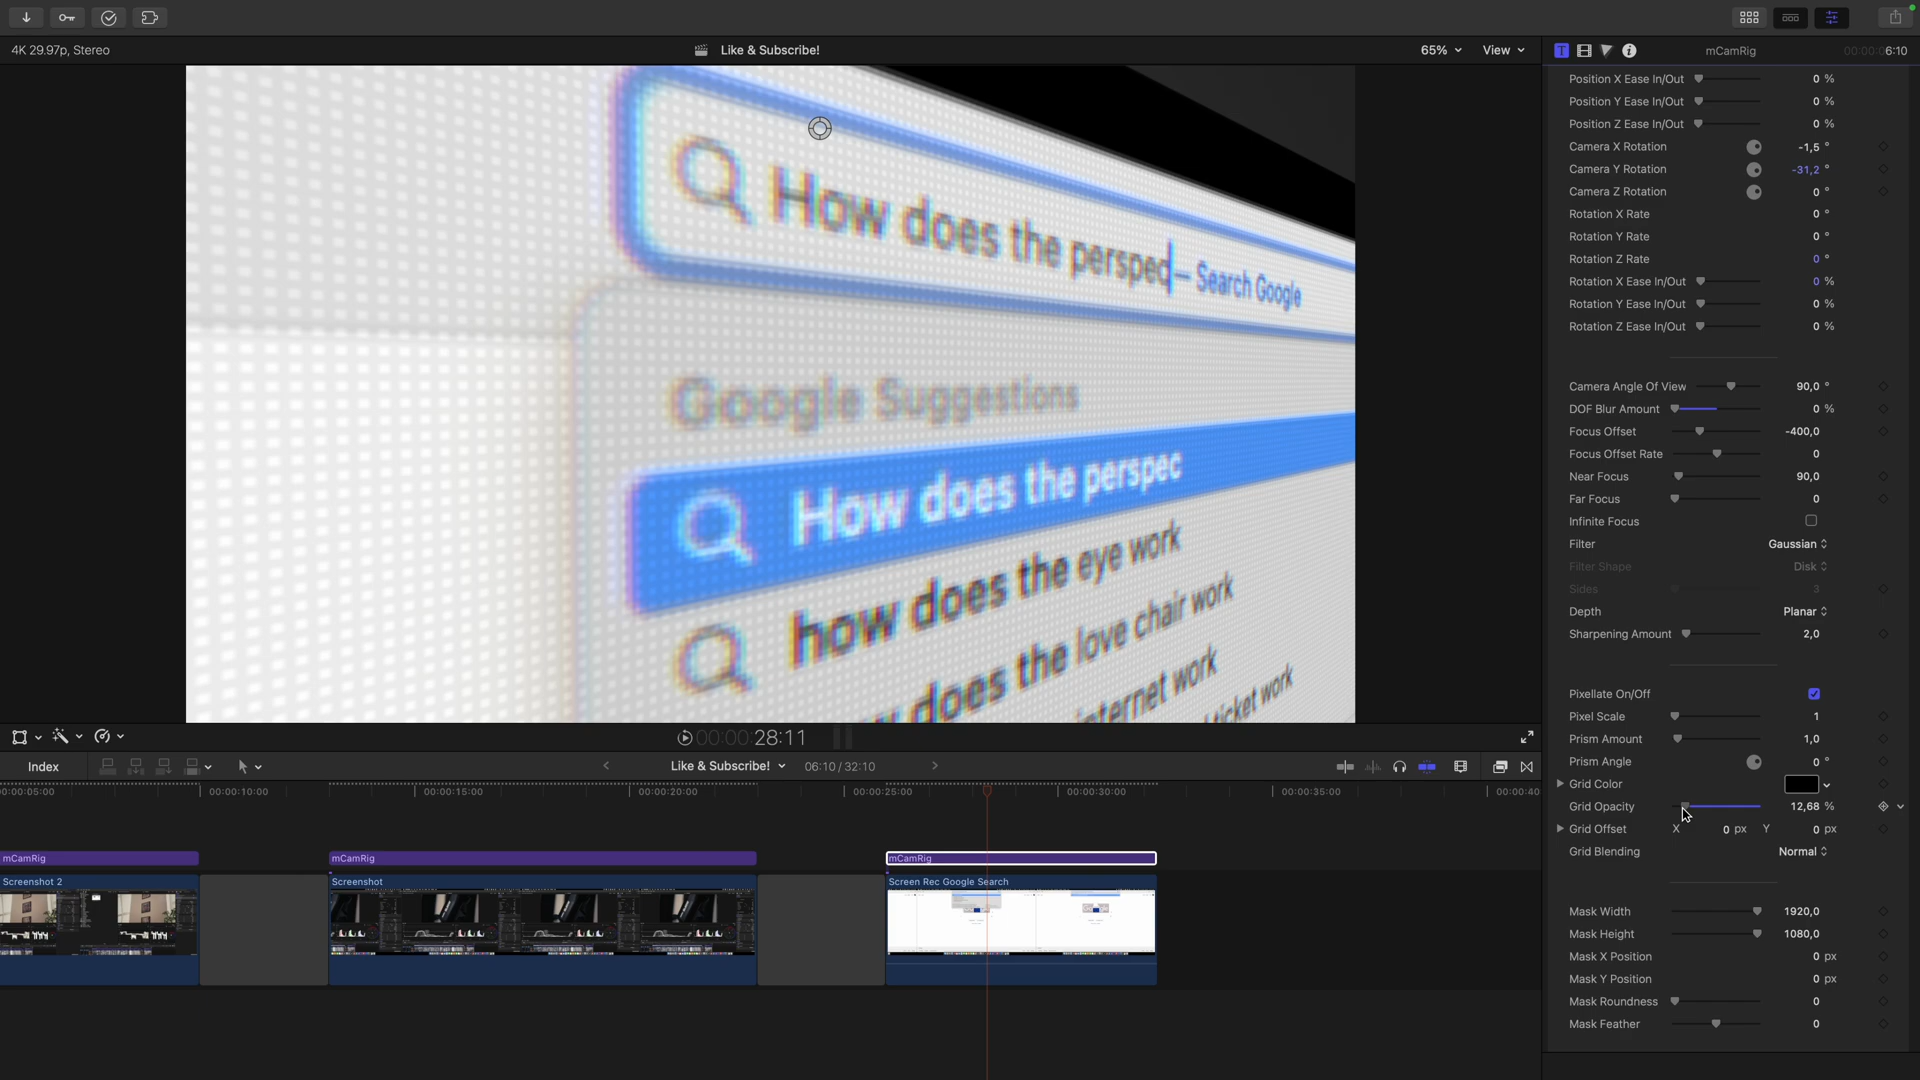 4K 29.97p, Stereo
Like & Subscribe!
65%
View
mCamRig
00:00:06:10
How does the perspec — Search Google
Google Suggestions
How does the perspec
how does the eye work
does the love chair work
internet work
ticket work
Position X Ease In/Out 0 %
Position Y Ease In/Out 0 %
Position Z Ease In/Out 0 %
Camera X Rotation -1,5 °
Camera Y Rotation -31,2 °
Camera Z Rotation 0 °
Rotation X Rate 0 °
Rotation Y Rate 0 °
Rotation Z Rate 0 °
Rotation X Ease In/Out 0 %
Rotation Y Ease In/Out 0 %
Rotation Z Ease In/Out 0 %
Camera Angle Of View 90,0 °
DOF Blur Amount 0 %
Focus Offset -400,0
Focus Offset Rate 0
Near Focus 90,0
Far Focus 0
Infinite Focus
Filter Gaussian
Filter Shape Disk
Sides 3
Depth Planar
Sharpening Amount 2,0
Pixellate On/Off
Pixel Scale 1
Prism Amount 1,0
Prism Angle 0 °
Grid Color
Grid Opacity 12,68 %
Grid Offset X 0 px Y 0 px
Grid Blending Normal
Mask Width 1920,0
Mask Height 1080,0
Mask X Position 0 px
Mask Y Position 0 px
Mask Roundness 0
Mask Feather 0
00:00:28:11
Index
Like & Subscribe!
06:10 / 32:10
00:00:05:00
00:00:10:00
00:00:15:00
00:00:20:00
00:00:25:00
00:00:30:00
00:00:35:00
00:00:40
mCamRig
mCamRig
mCamRig
Screenshot 2
Screenshot
Screen Rec Google Search